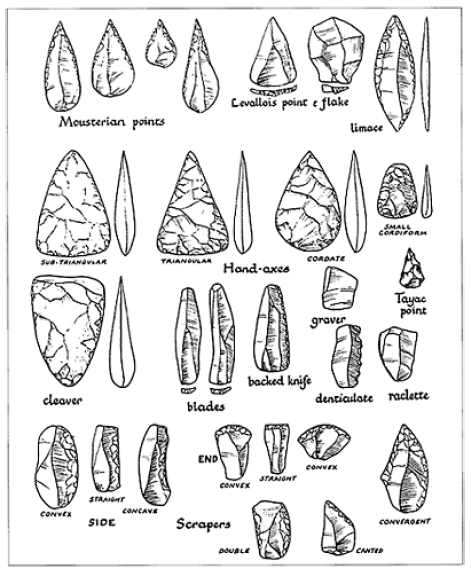 Mousterian points
Levallois point & flake
limace
SUB-TRIANGULAR
TRIANGULAR
Hand-axes
CORDATE
SMALL
CORDIFORM
Tayac
point
graver
cleaver
blades
backed knife
denticulate
raclette
CONVEX
STRAIGHT
CONCAVE
SIDE
Scrapers
END
CONVEX
STRAIGHT
CONVEX
CONVERGENT
DOUBLE
CANTED